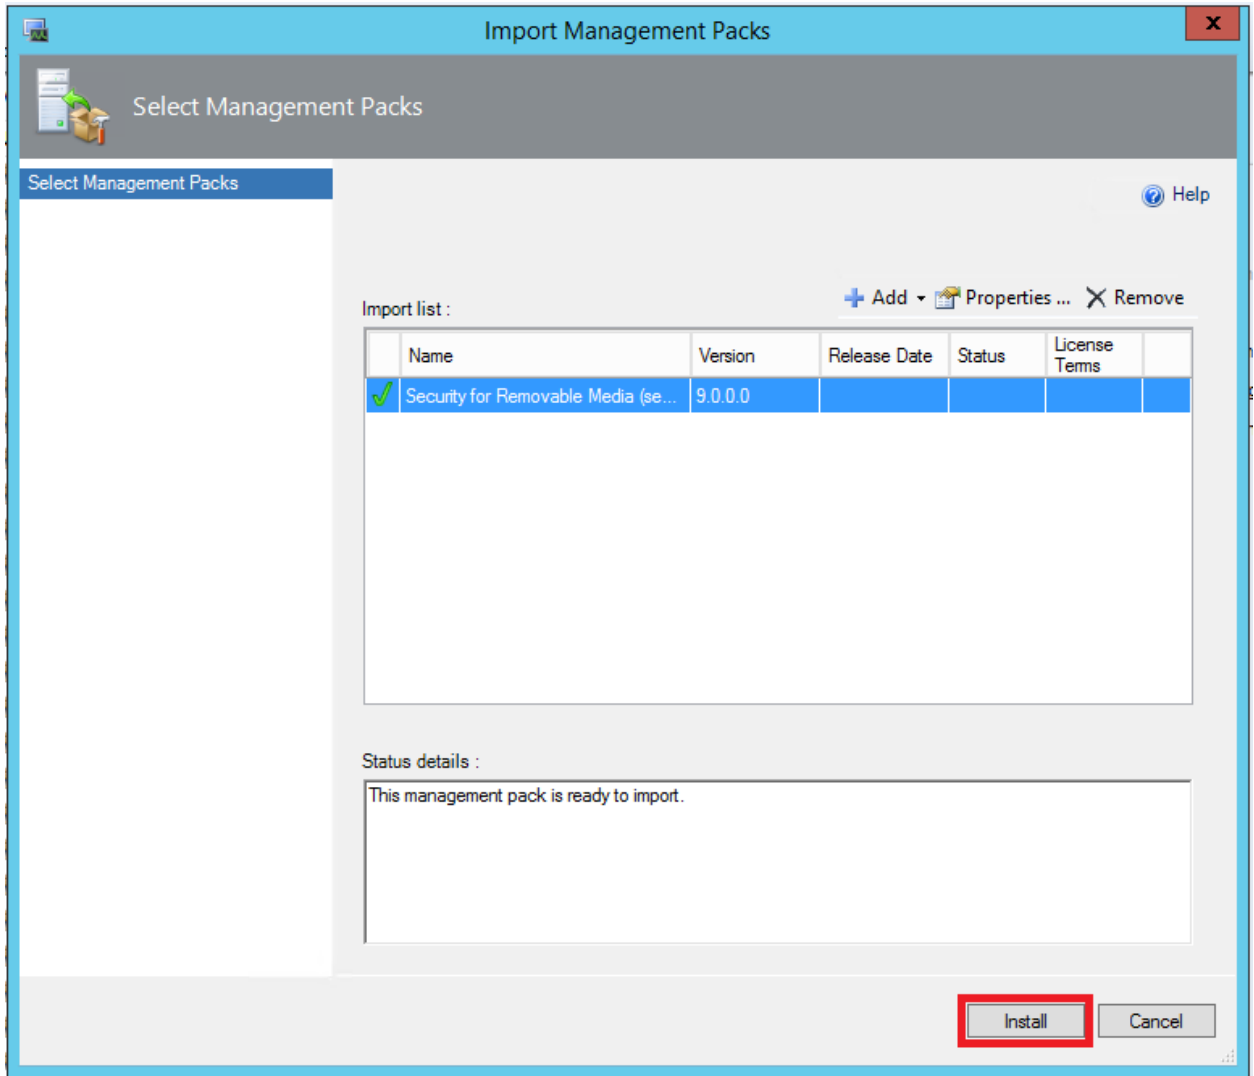 Import Management Packs
x
Select Management Packs
Select Management Packs
Help
Import list :
Add
Properties ...
Remove
Name
Version
Release Date
Status
License
Terms
Security for Removable Media (se...
9.0.0.0
Status details :
This management pack is ready to import.
Install
Cancel